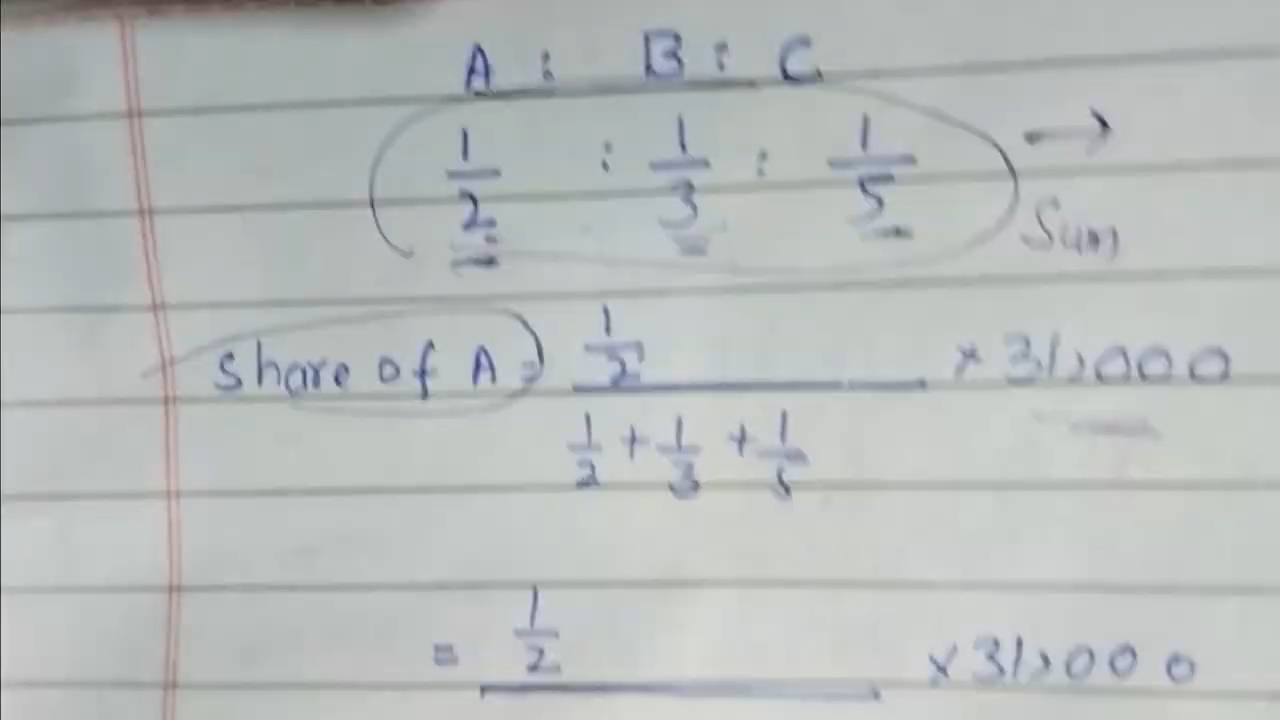 A : B : C
1/2 : 1/3 : 1/5 → Sum
Share of A = 1/2 / 1/2 + 1/3 + 1/5 × 31,000
= 1/2 / × 31,000